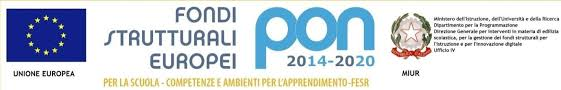 FONDI
STRUTTURALI
EUROPEI
pon
2014-2020
Ministero dell'Istruzione, dell'Università e della Ricerca
Dipartimento per la Programmazione
Direzione Generale per interventi in materia di edilizia
scolastica, per la gestione dei fondi strutturali per
l'istruzione e per l'innovazione digitale
Ufficio IV
UNIONE EUROPEA
MIUR
PER LA SCUOLA - COMPETENZE E AMBIENTI PER L'APPRENDIMENTO-FESR